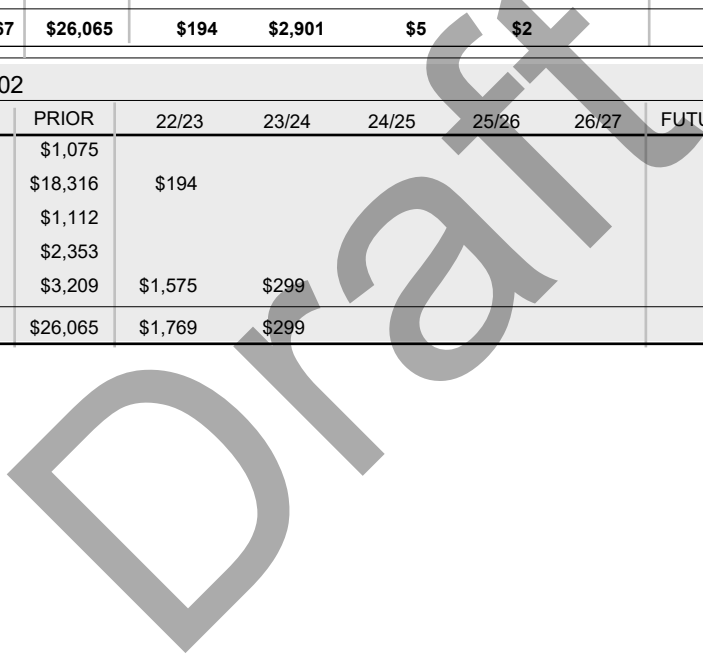 67 $26,065 $194 $2,901 $5 $2
02
PRIOR 22/23 23/24 24/25 25/26 26/27 FUTU
$1,075
$18,316 $194
$1,112
$2,353
$3,209 $1,575 $299
$26,065 $1,769 $299
Draft